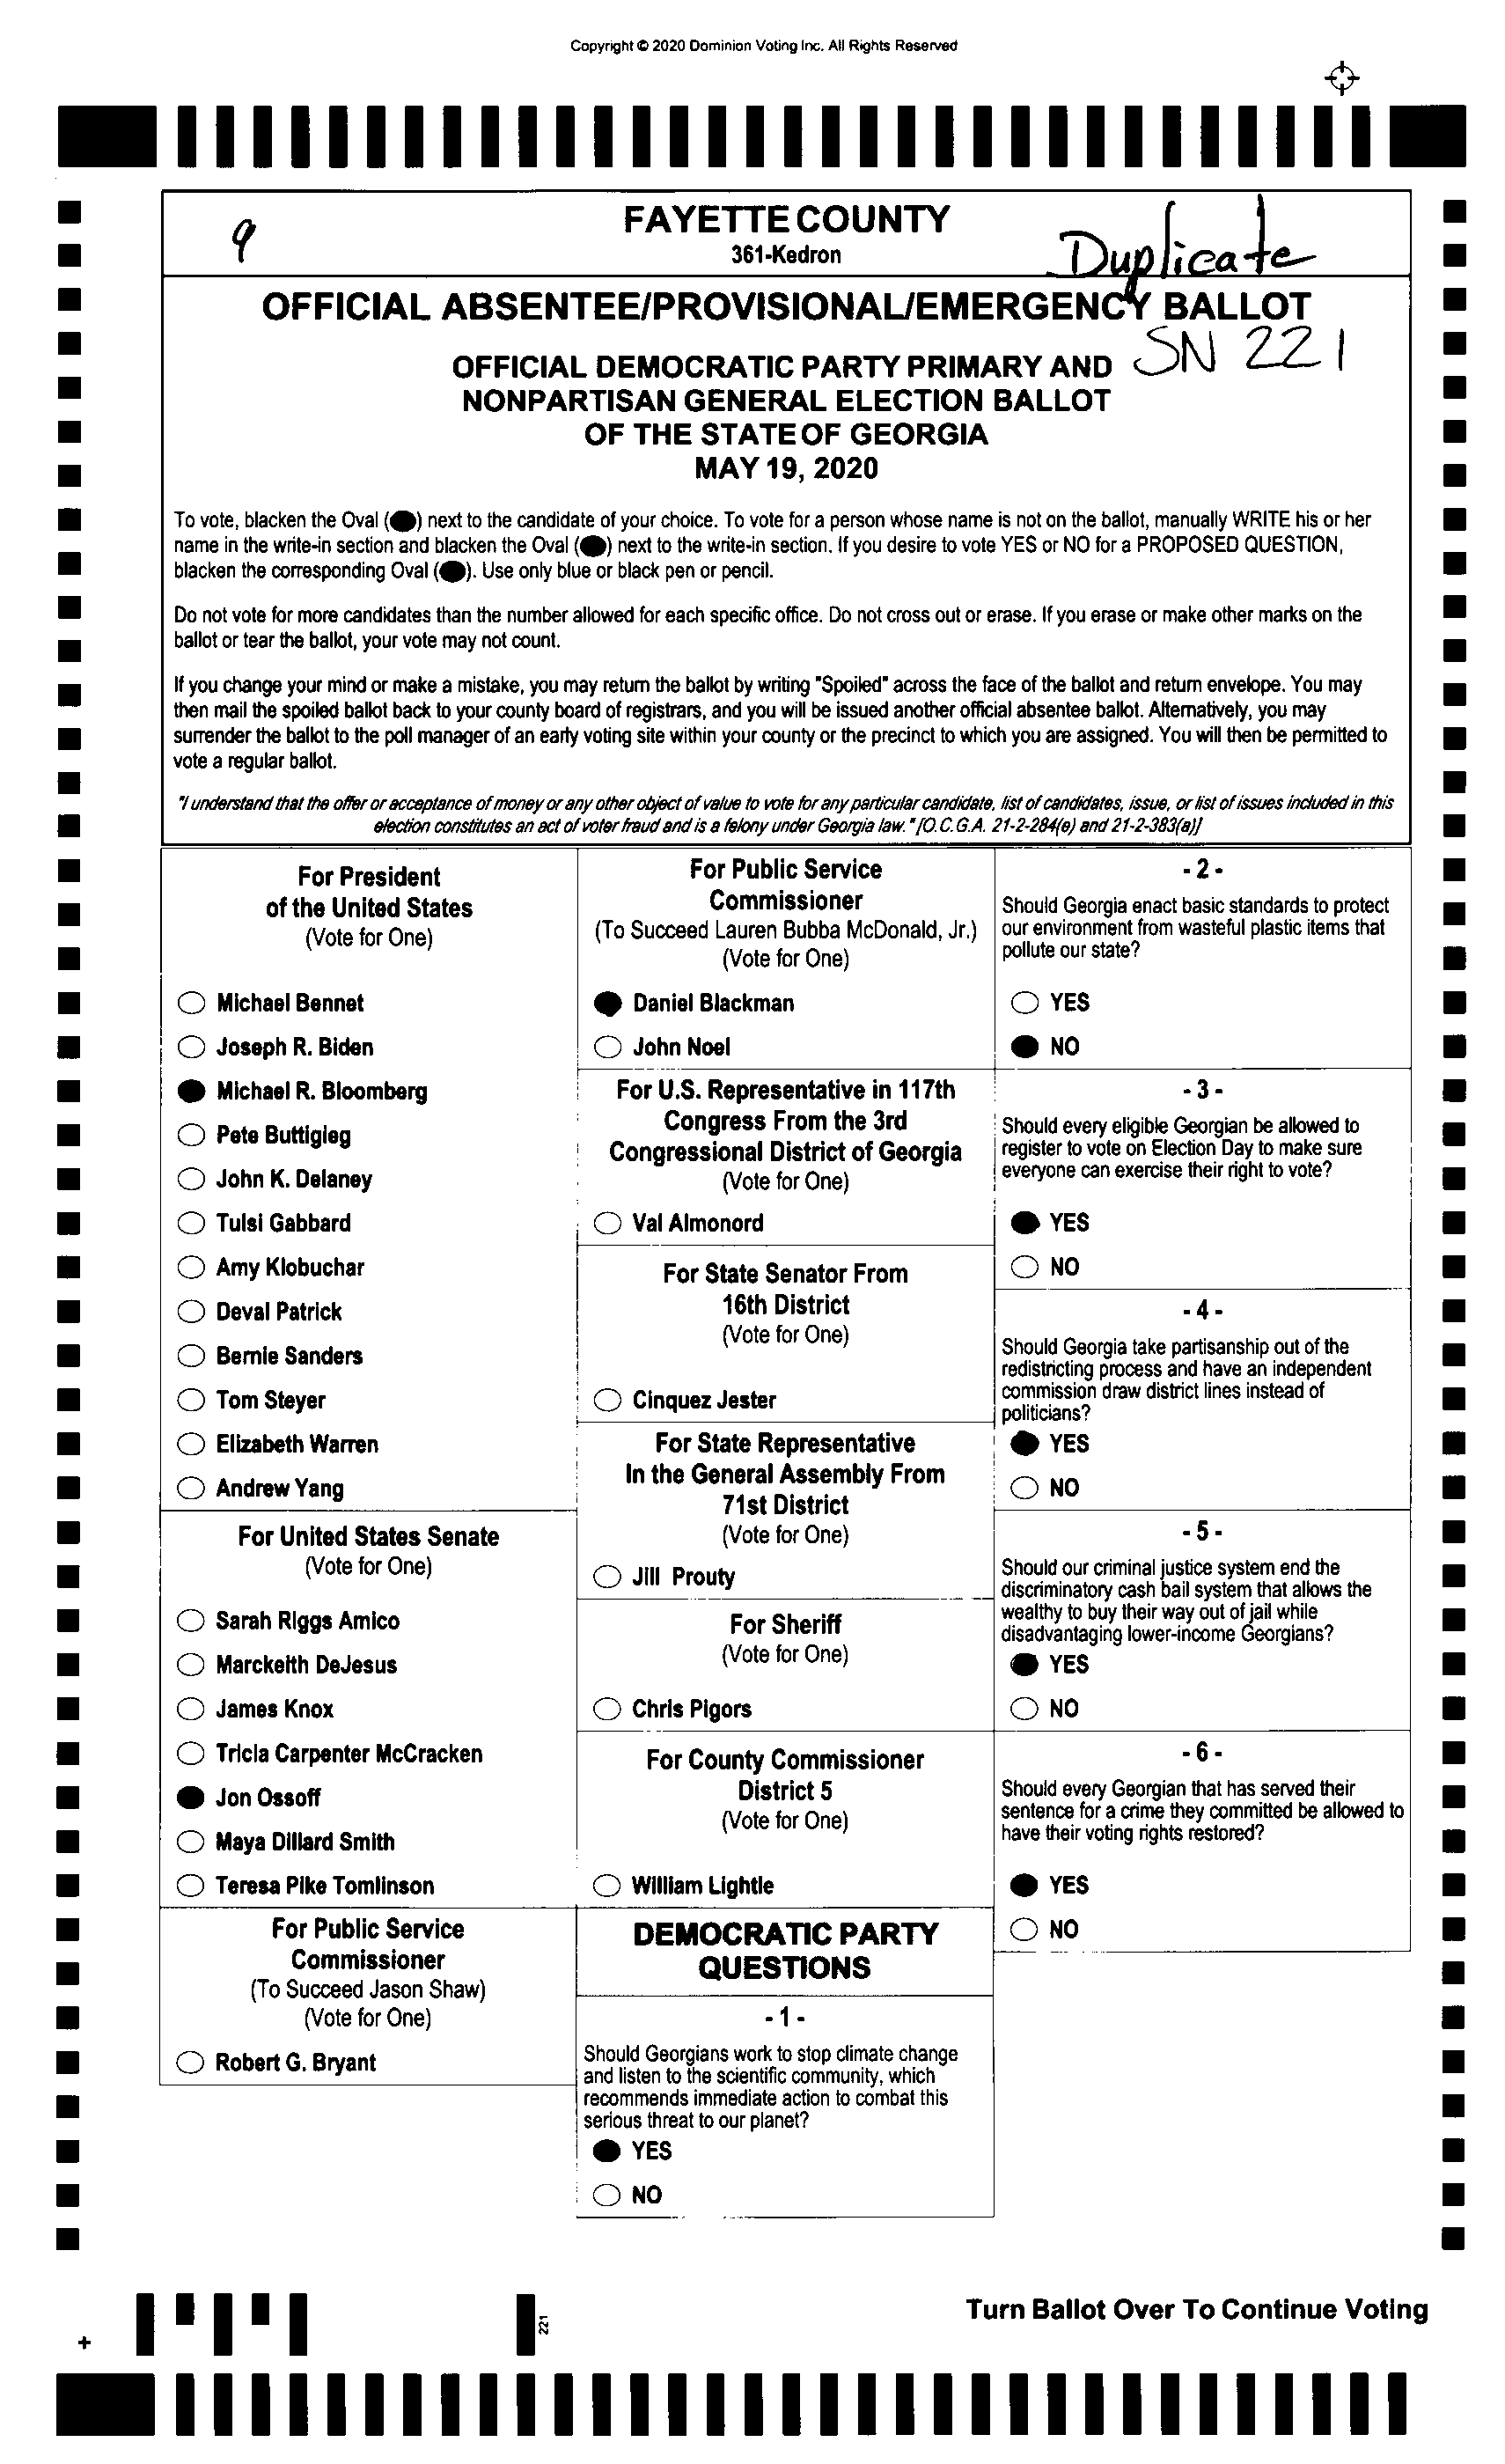 Copyright © 2020 Dominion Voting Inc. All Rights Reserved
9
FAYETTE COUNTY
361-Kedron
Duplicate
OFFICIAL ABSENTEE/PROVISIONAL/EMERGENCY BALLOT
SN 221
OFFICIAL DEMOCRATIC PARTY PRIMARY AND
NONPARTISAN GENERAL ELECTION BALLOT
OF THE STATE OF GEORGIA
MAY 19, 2020
To vote, blacken the Oval ( ) next to the candidate of your choice. To vote for a person whose name is not on the ballot, manually WRITE his or her
name in the write-in section and blacken the Oval ( ) next to the write-in section. If you desire to vote YES or NO for a PROPOSED QUESTION,
blacken the corresponding Oval ( ). Use only blue or black pen or pencil.
Do not vote for more candidates than the number allowed for each specific office. Do not cross out or erase. If you erase or make other marks on the
ballot or tear the ballot, your vote may not count.
If you change your mind or make a mistake, you may return the ballot by writing "Spoiled" across the face of the ballot and return envelope. You may
then mail the spoiled ballot back to your county board of registrars, and you will be issued another official absentee ballot. Alternatively, you may
surrender the ballot to the poll manager of an early voting site within your county or the precinct to which you are assigned. You will then be permitted to
vote a regular ballot.
"I understand that the offer or acceptance of money or any other object of value to vote for any particular candidate, list of candidates, issue, or list of issues included in this
election constitutes an act of voter fraud and is a felony under Georgia law." [O.C.G.A. 21-2-284(e) and 21-2-383(a)]
For President
of the United States
(Vote for One)
Michael Bennet
Joseph R. Biden
Michael R. Bloomberg
Pete Buttigieg
John K. Delaney
Tulsi Gabbard
Amy Klobuchar
Deval Patrick
Bernie Sanders
Tom Steyer
Elizabeth Warren
Andrew Yang
For United States Senate
(Vote for One)
Sarah Riggs Amico
Marckeith DeJesus
James Knox
Tricia Carpenter McCracken
Jon Ossoff
Maya Dillard Smith
Teresa Pike Tomlinson
For Public Service
Commissioner
(To Succeed Jason Shaw)
(Vote for One)
Robert G. Bryant
For Public Service
Commissioner
(To Succeed Lauren Bubba McDonald, Jr.)
(Vote for One)
Daniel Blackman
John Noel
For U.S. Representative in 117th
Congress From the 3rd
Congressional District of Georgia
(Vote for One)
Val Almonord
For State Senator From
16th District
(Vote for One)
Cinquez Jester
For State Representative
In the General Assembly From
71st District
(Vote for One)
Jill Prouty
For Sheriff
(Vote for One)
Chris Pigors
For County Commissioner
District 5
(Vote for One)
William Lightle
DEMOCRATIC PARTY
QUESTIONS
- 1 -
Should Georgians work to stop climate change
and listen to the scientific community, which
recommends immediate action to combat this
serious threat to our planet?
YES
NO
- 2 -
Should Georgia enact basic standards to protect
our environment from wasteful plastic items that
pollute our state?
YES
NO
- 3 -
Should every eligible Georgian be allowed to
register to vote on Election Day to make sure
everyone can exercise their right to vote?
YES
NO
- 4 -
Should Georgia take partisanship out of the
redistricting process and have an independent
commission draw district lines instead of
politicians?
YES
NO
- 5 -
Should our criminal justice system end the
discriminatory cash bail system that allows the
wealthy to buy their way out of jail while
disadvantaging lower-income Georgians?
YES
NO
- 6 -
Should every Georgian that has served their
sentence for a crime they committed be allowed to
have their voting rights restored?
YES
NO
Turn Ballot Over To Continue Voting
221